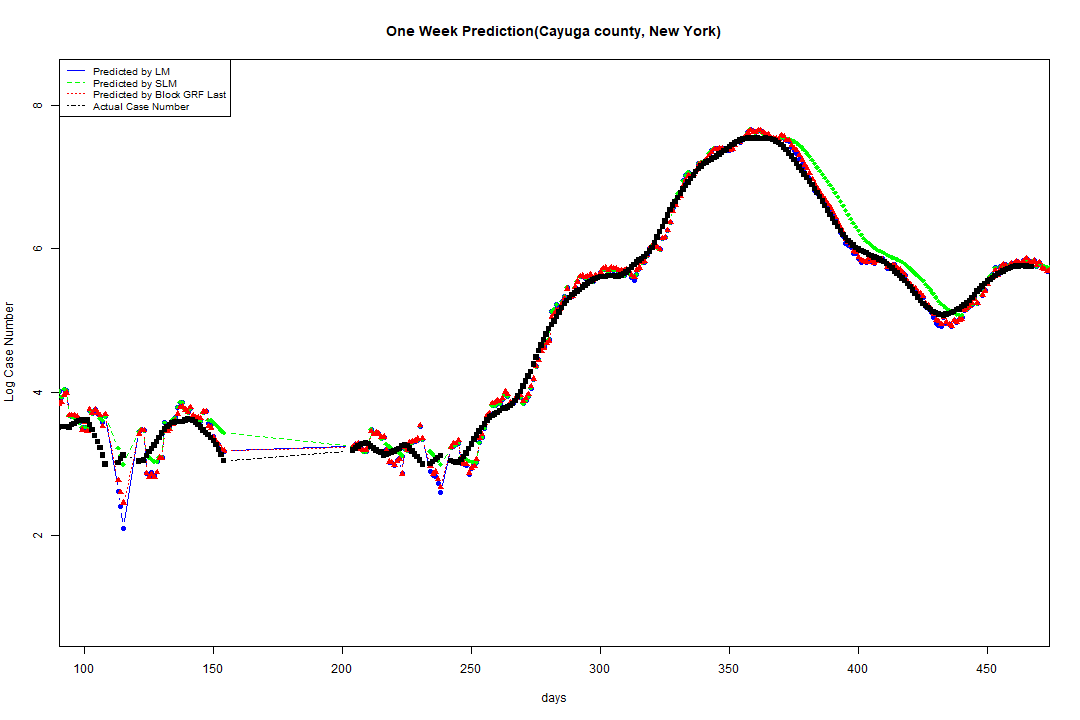 One Week Prediction(Cayuga county, New York)
Predicted by LM
Predicted by SLM
Predicted by Block GRF Last
Actual Case Number
8
6
4
2
Log Case Number
100 150 200 250 300 350 400 450
days